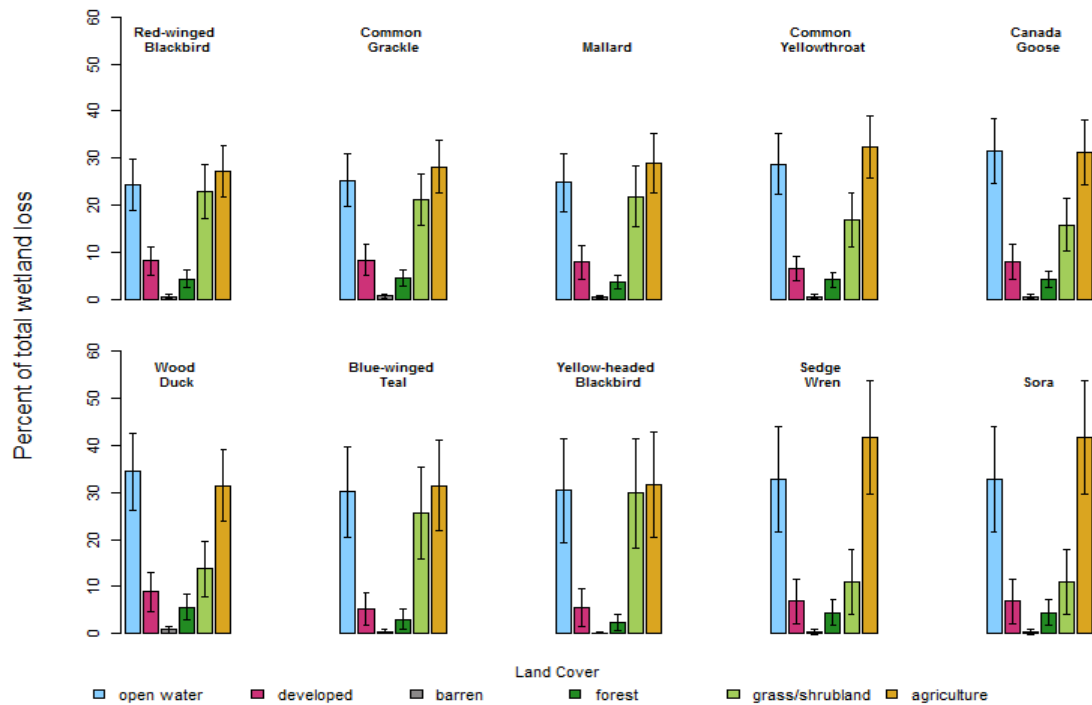 Percent of total wetland loss
60
50
40
30
20
10
0
Red-winged
Blackbird
Common
Grackle
Mallard
Common
Yellowthroat
Canada
Goose
60
50
40
30
20
10
0
Wood
Duck
Blue-winged
Teal
Yellow-headed
Blackbird
Sedge
Wren
Sora
Land Cover
open water developed barren forest grass/shrubland agriculture